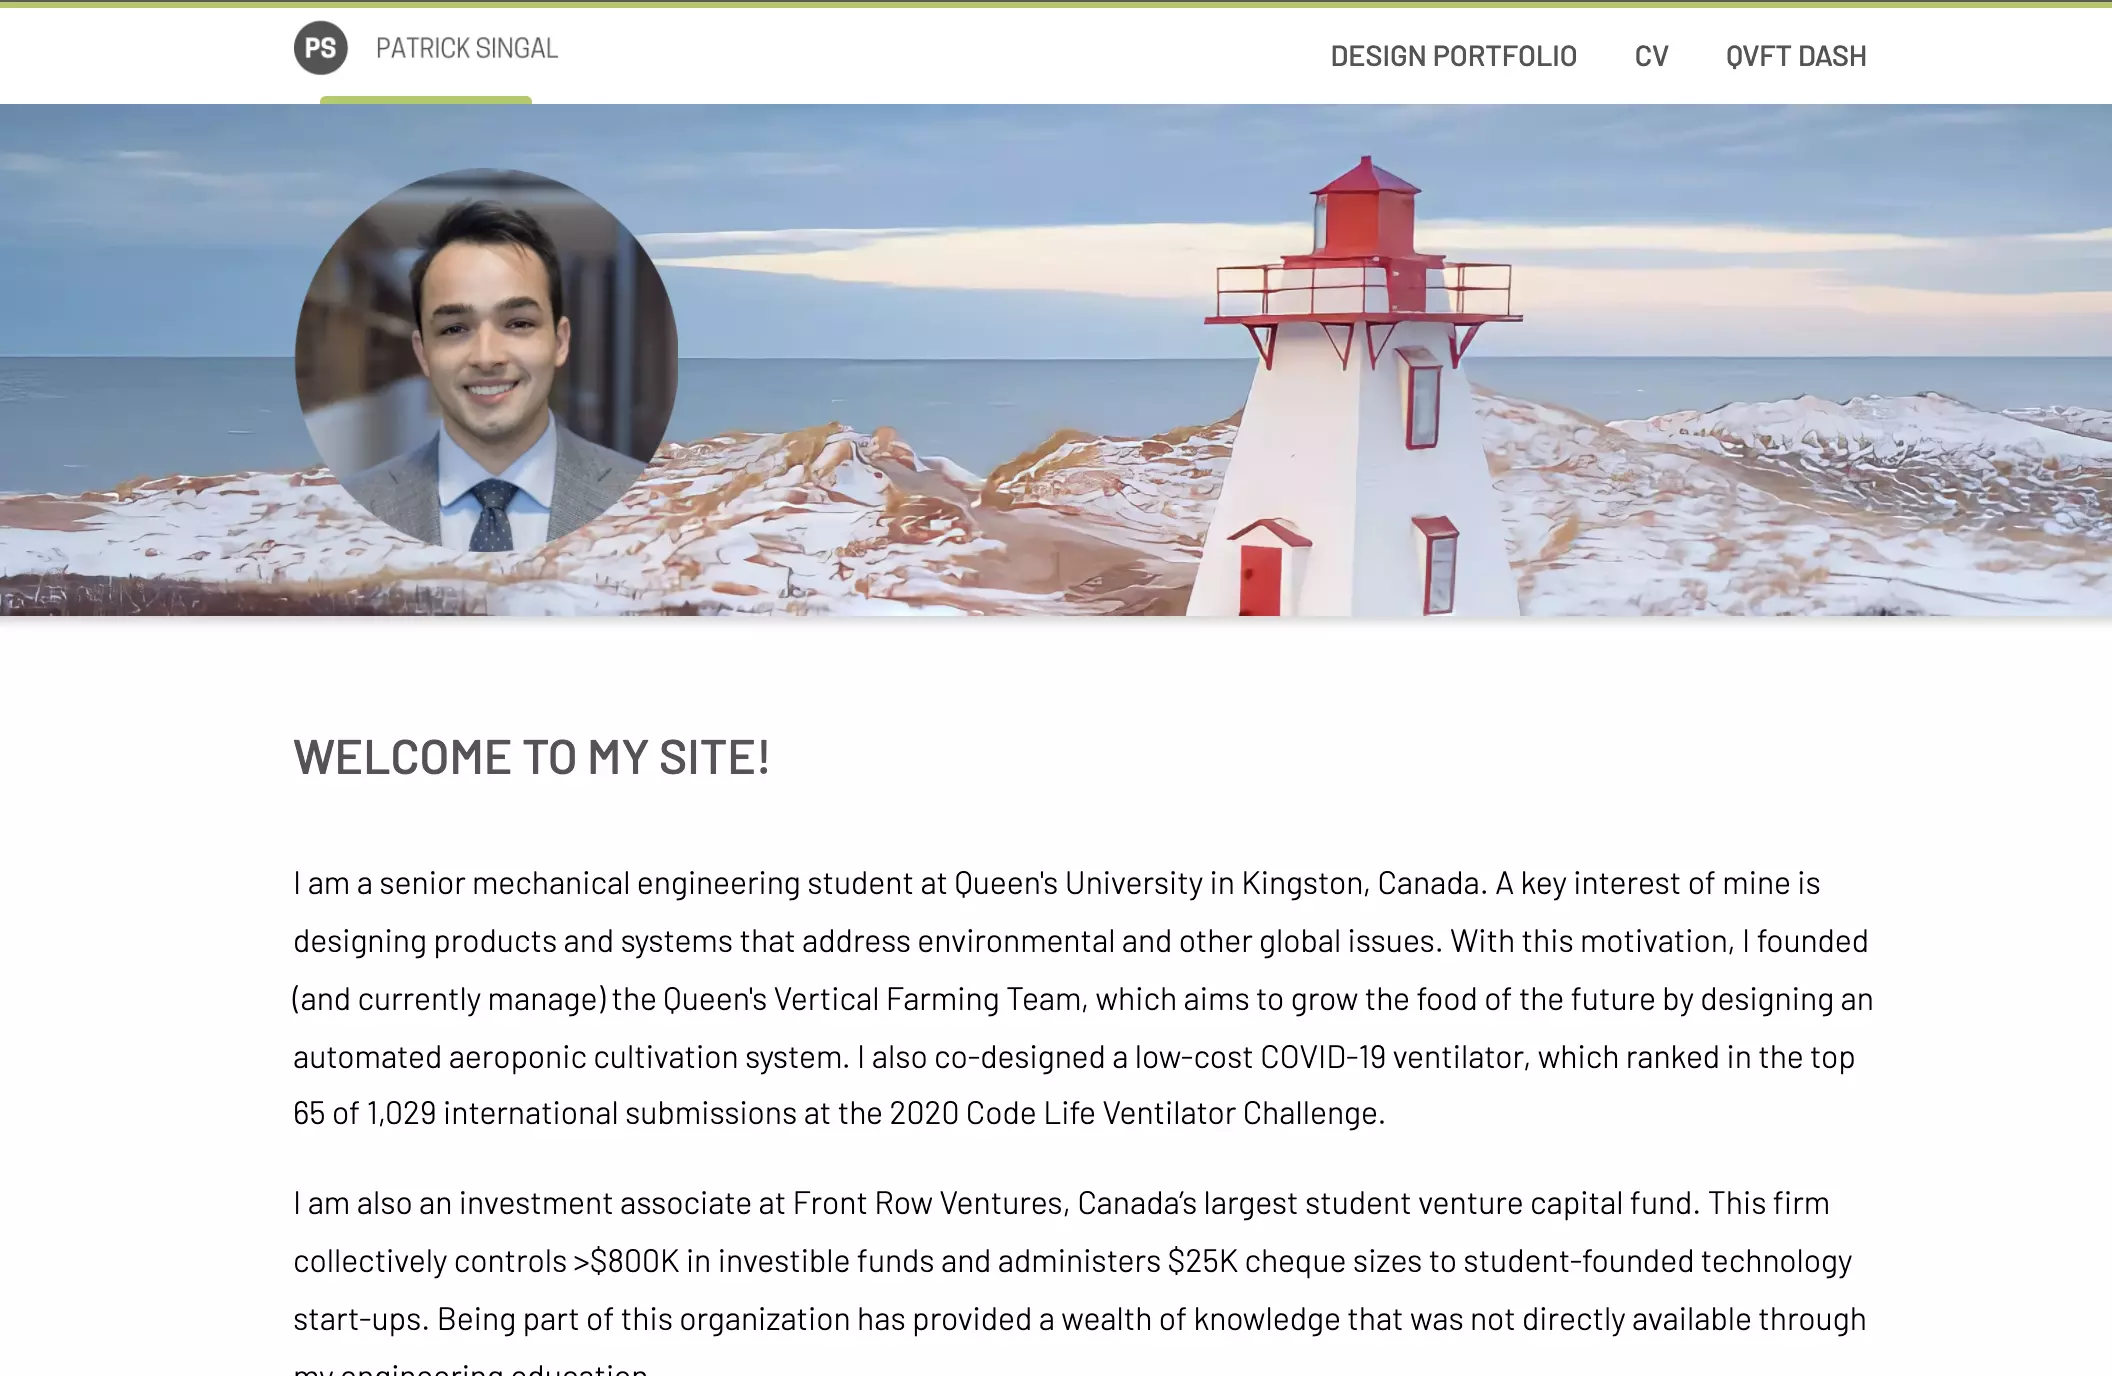 PS PATRICK SINGAL DESIGN PORTFOLIO CV QVFT DASH
WELCOME TO MY SITE!
I am a senior mechanical engineering student at Queen's University in Kingston, Canada. A key interest of mine is
designing products and systems that address environmental and other global issues. With this motivation, I founded
(and currently manage) the Queen's Vertical Farming Team, which aims to grow the food of the future by designing an
automated aeroponic cultivation system. I also co-designed a low-cost COVID-19 ventilator, which ranked in the top
65 of 1,029 international submissions at the 2020 Code Life Ventilator Challenge.
I am also an investment associate at Front Row Ventures, Canada’s largest student venture capital fund. This firm
collectively controls >$800K in investible funds and administers $25K cheque sizes to student-founded technology
start-ups. Being part of this organization has provided a wealth of knowledge that was not directly available through
my engineering education.